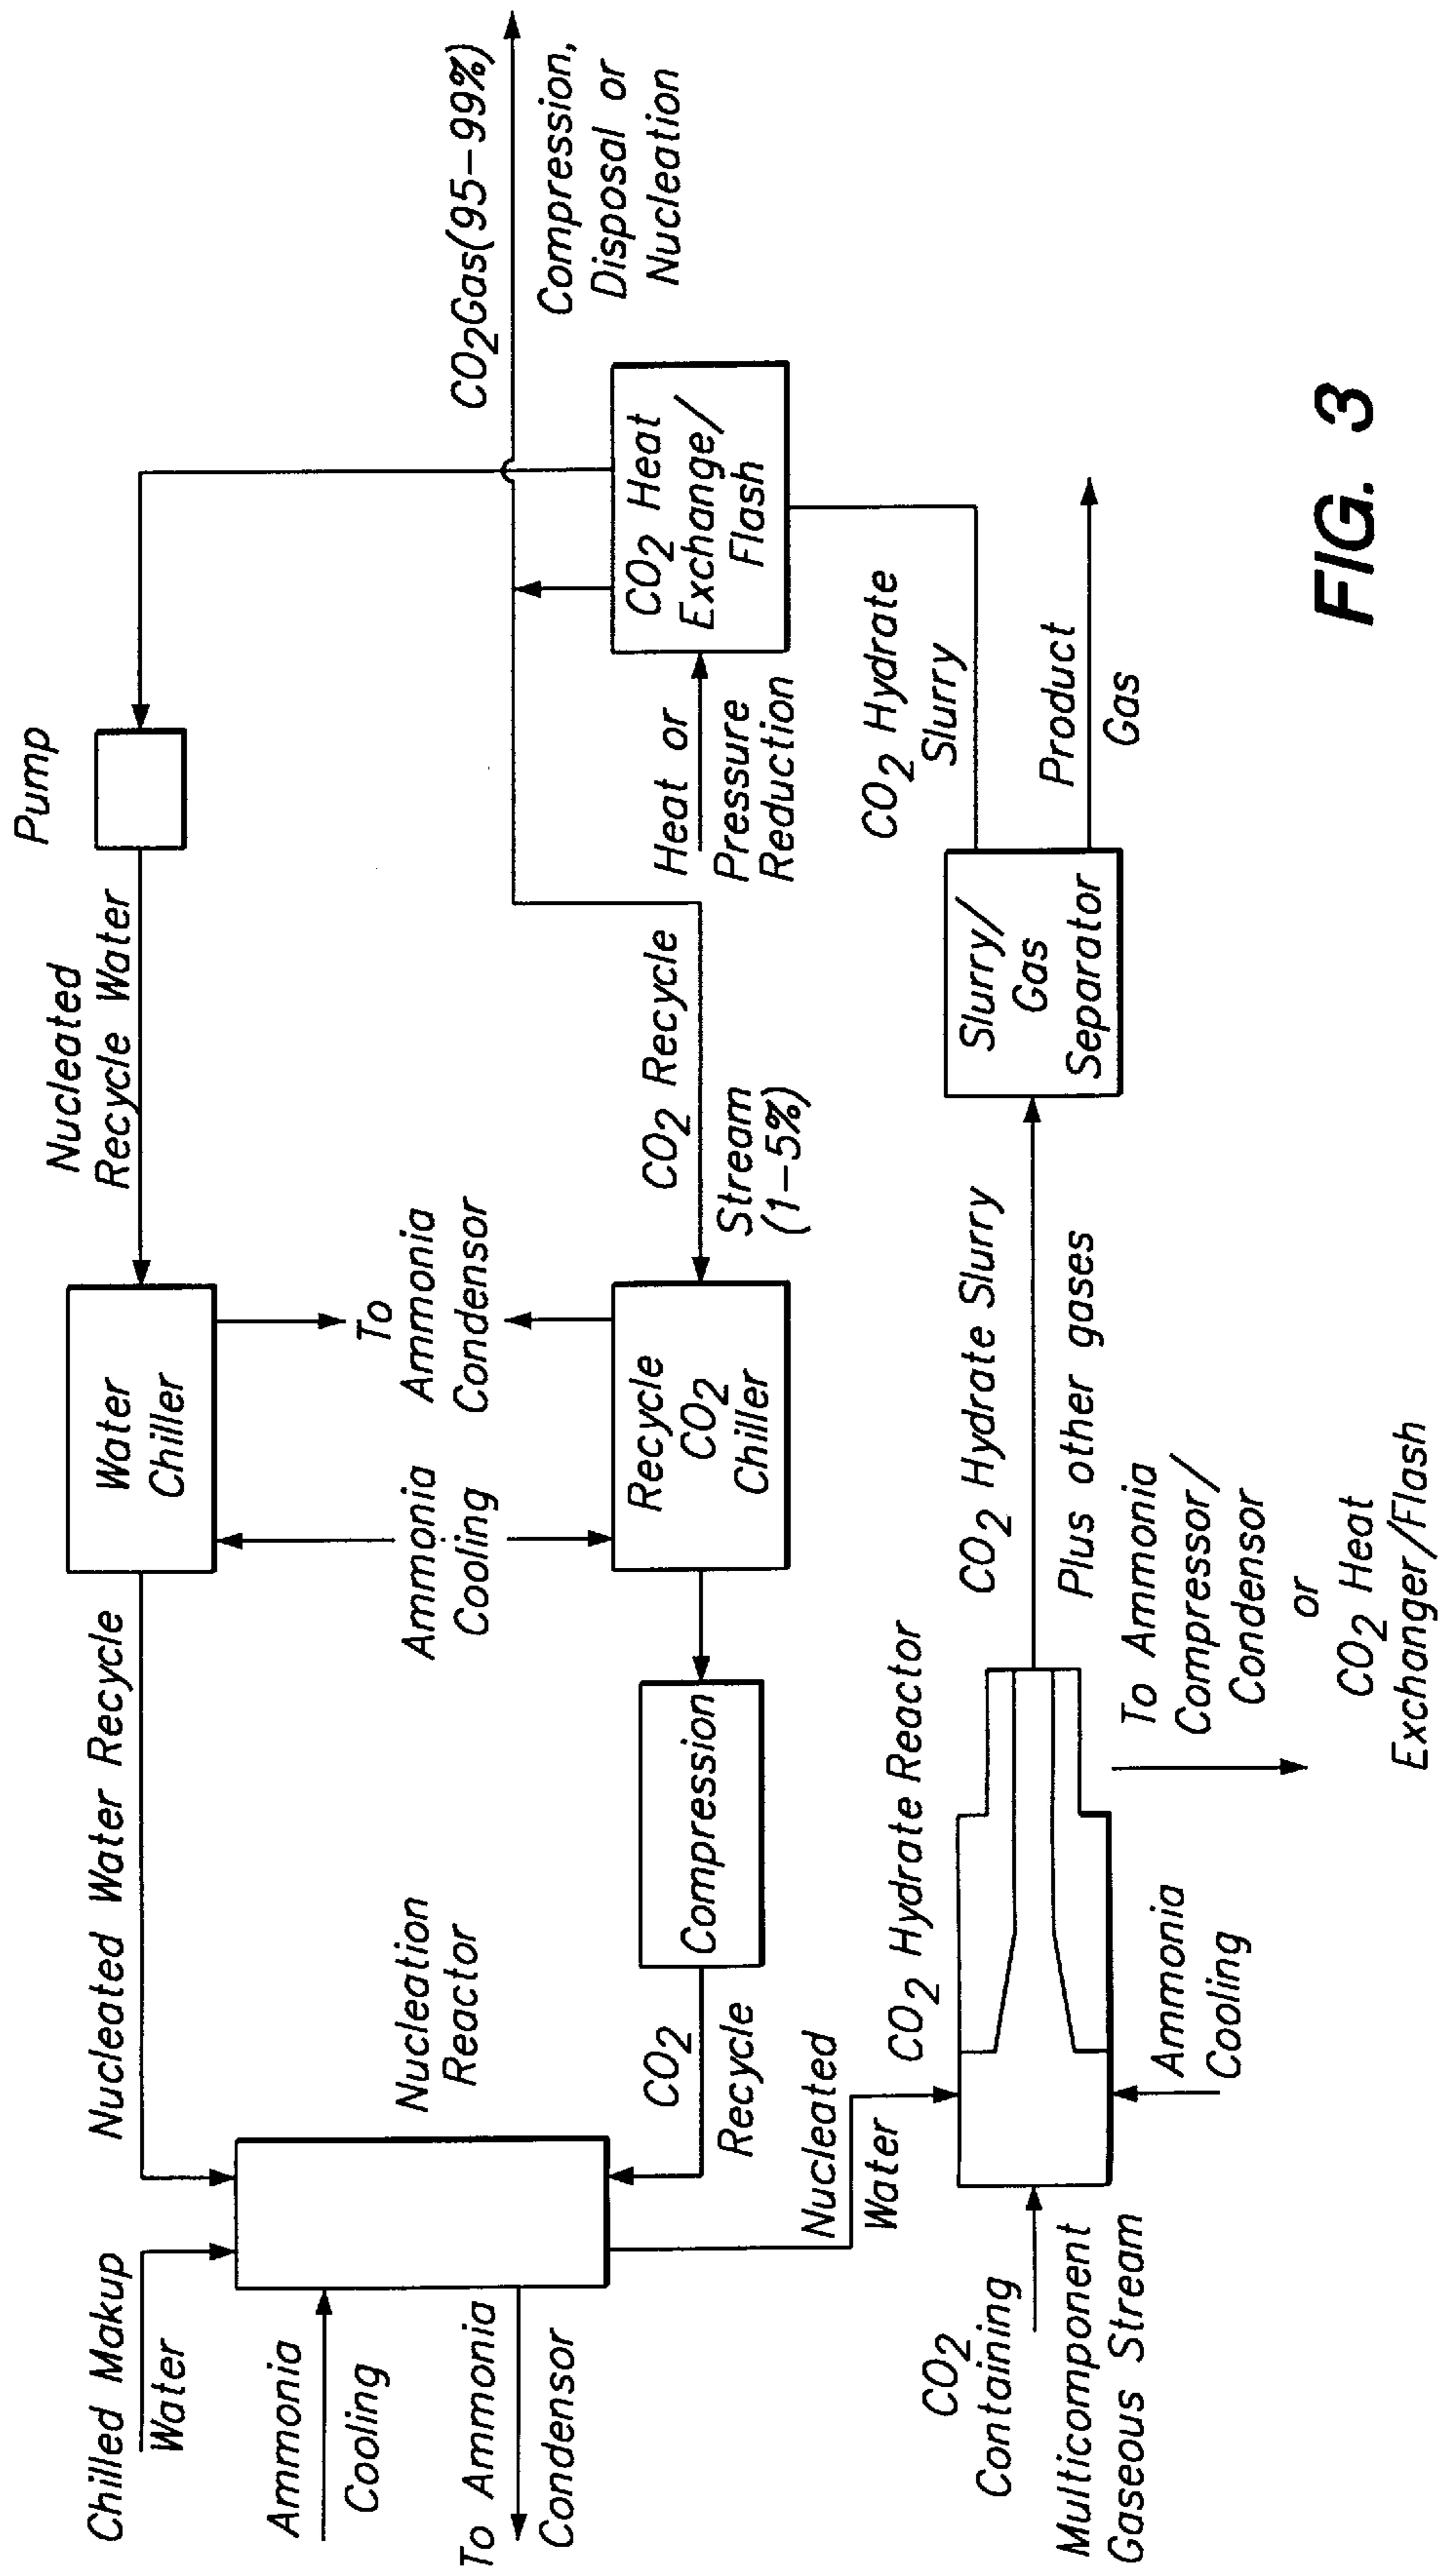 Chilled Makup
Water
Nucleated Water Recycle
Water
Chiller
Nucleated
Recycle Water
Pump
Ammonia
Cooling
To Ammonia
Condensor
Nucleation
Reactor
Ammonia
Cooling
To
Ammonia
Condensor
CO2Gas(95-99%)
Compression,
Disposal or
Nucleation
CO2
Recycle
Compression
Recycle
CO2
Chiller
CO2 Recycle
Stream
(1-5%)
Heat or
Pressure
Reduction
CO2 Heat
Exchange/
Flash
Nucleated
Water
CO2 Hydrate Reactor
CO2
Containing
Multicomponent
Gaseous Stream
Ammonia
Cooling
To Ammonia
Compressor/
Condensor
or
CO2 Heat
Exchanger/Flash
CO2 Hydrate Slurry
Plus other gases
Slurry/
Gas
Separator
CO2 Hydrate
Slurry
Product
Gas
FIG. 3